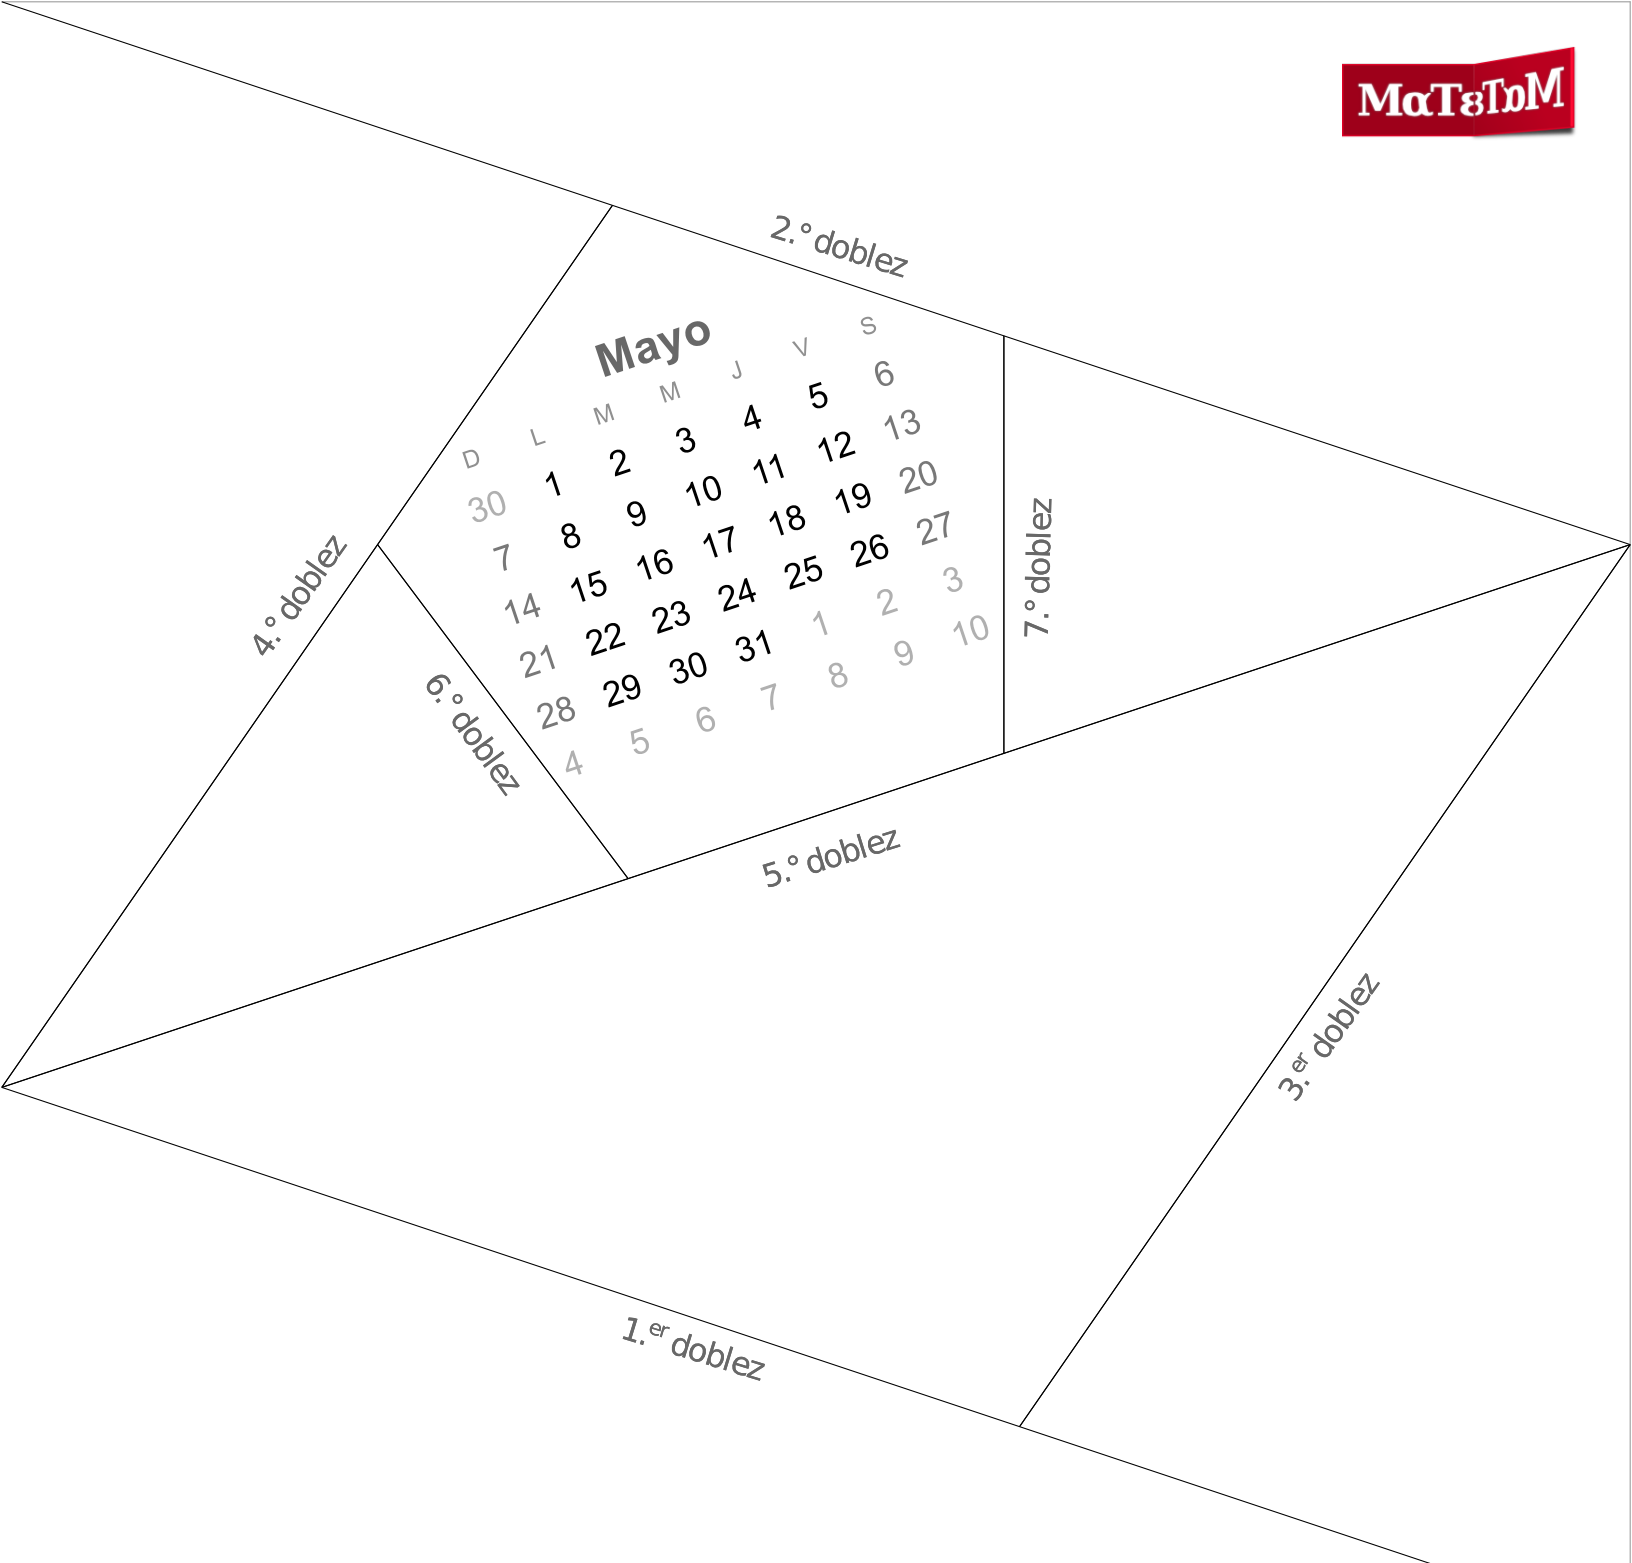 MαTεTαM
2.º doblez
Mayo
D L M M J V S
30 1 2 3 4 5 6
7 8 9 10 11 12 13
14 15 16 17 18 19 20
21 22 23 24 25 26 27
28 29 30 31 1 2 3
4 5 6 7 8 9 10
4.º doblez
7.º doblez
6.º doblez
5.º doblez
3.er doblez
1.er doblez